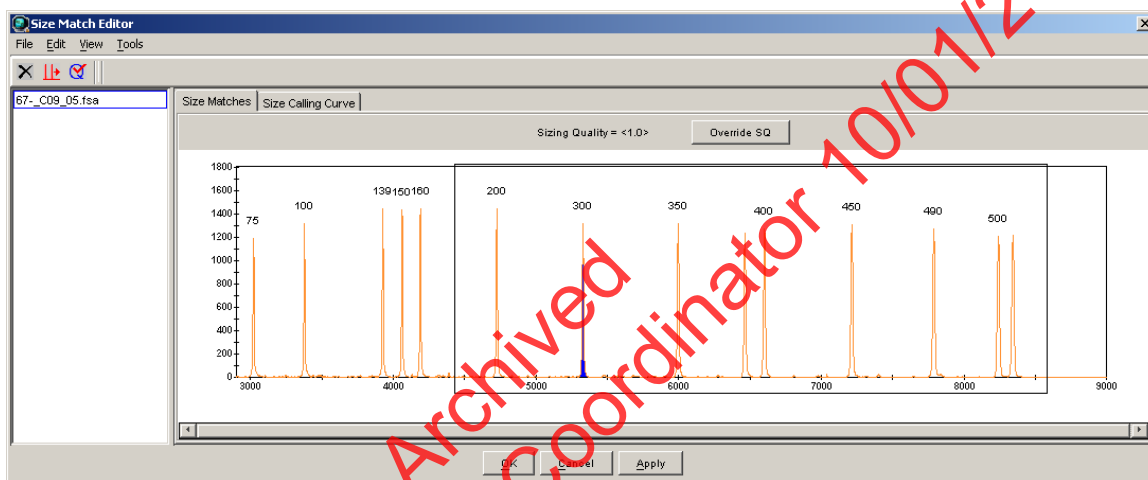 Size Match Editor
File Edit View Tools
67-_C09_05.fsa
Size Matches Size Calling Curve
Sizing Quality = <1.0> Override SQ
1800
1600
1400
1200
1000
800
600
400
200
0
75 100 139 150 160 200 300 350 400 450 490 500
3000 4000 5000 6000 7000 8000 9000
OK Cancel Apply
Archived
Coordinator 10/01/2